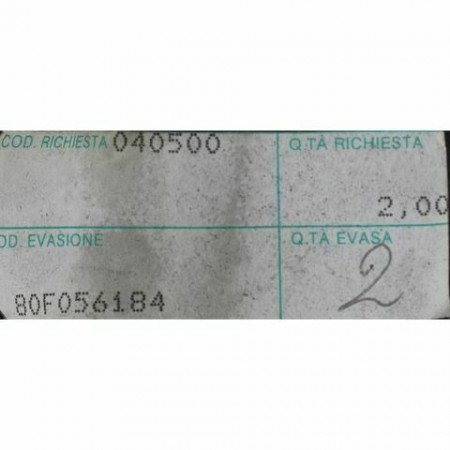 COD. RICHIESTA 040500 Q.TA RICHIESTA
2,00
OD. EVASIONE Q.TA EVASA
80F056184 2